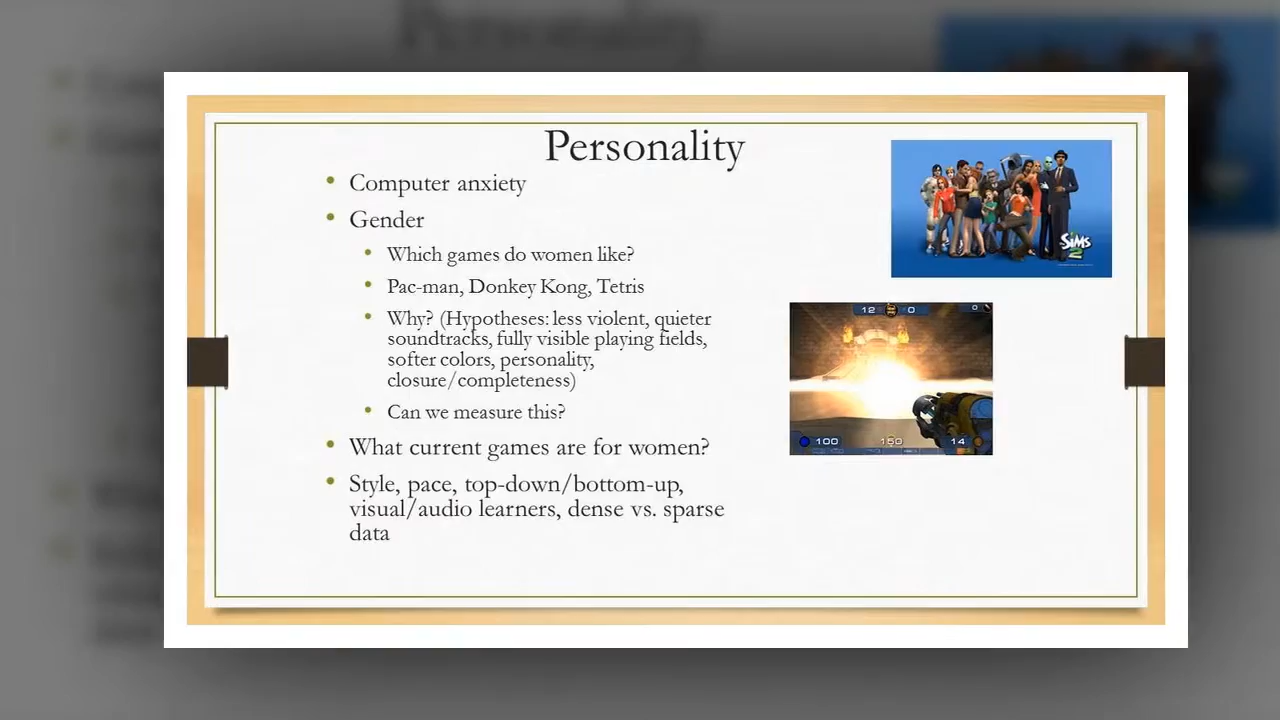 Personality
• Computer anxiety
• Gender
• Which games do women like?
• Pac-man, Donkey Kong, Tetris
• Why? (Hypotheses: less violent, quieter
soundtracks, fully visible playing fields,
softer colors, personality,
closure/completeness)
• Can we measure this?
• What current games are for women?
• Style, pace, top-down/bottom-up,
visual/audio learners, dense vs. sparse
data
The Sims
2
12 0
0
100
150
14